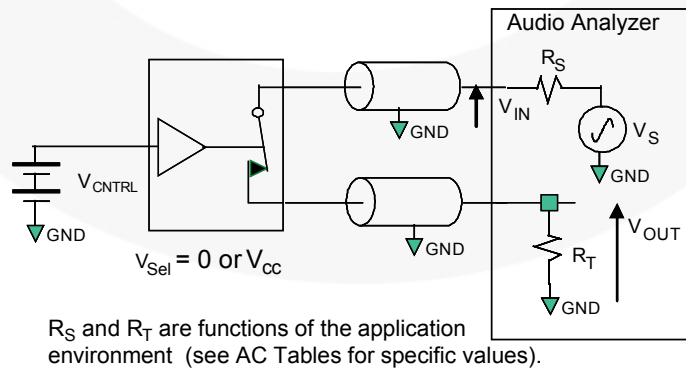 Audio Analyzer
R_S
V_IN
GND
V_S
GND
V_CNTRL
GND
GND
V_Sel = 0 or V_cc
V_OUT
R_T
GND
R_S and R_T are functions of the application
environment (see AC Tables for specific values).